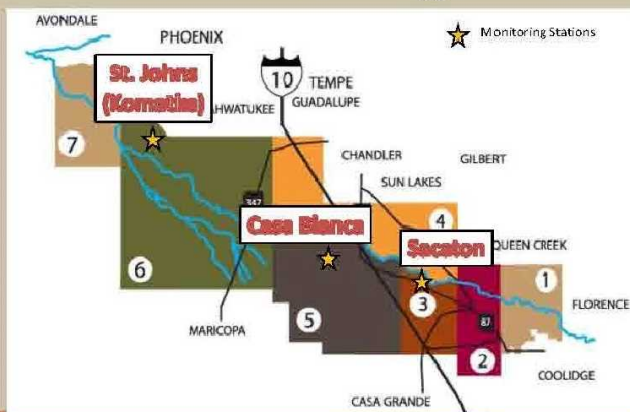 AVONDALE
PHOENIX
Monitoring Stations
St. Johns
(Komatke)
10
TEMPE
AHWATUKEE
GUADALUPE
7
CHANDLER
GILBERT
SUN LAKES
347
Casa Blanca
4
Sacaton
QUEEN CREEK
6
1
3
FLORENCE
5
87
MARICOPA
2
COOLIDGE
CASA GRANDE